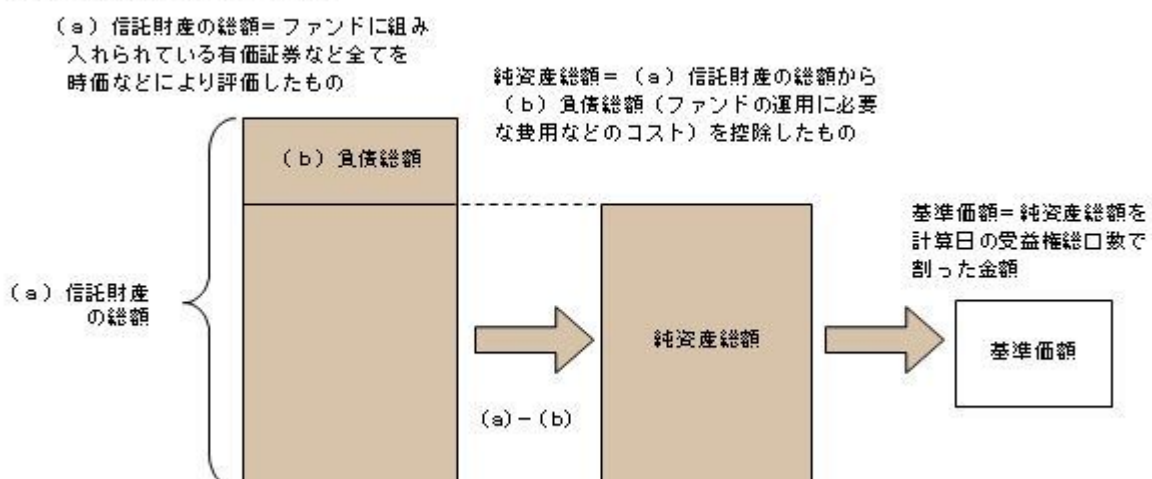 (a)信託財産の総額=ファンドに組み
入れられている有価証券など全てを
時価などにより評価したもの
純資産総額=(a)信託財産の総額から
(b)負債総額(ファンドの運用に必要
な費用などのコスト)を控除したもの
(b)負債総額
基準価額=純資産総額を
計算日の受益権総口数で
割った金額
(a)信託財産
の総額
純資産総額
基準価額
(a)-(b)